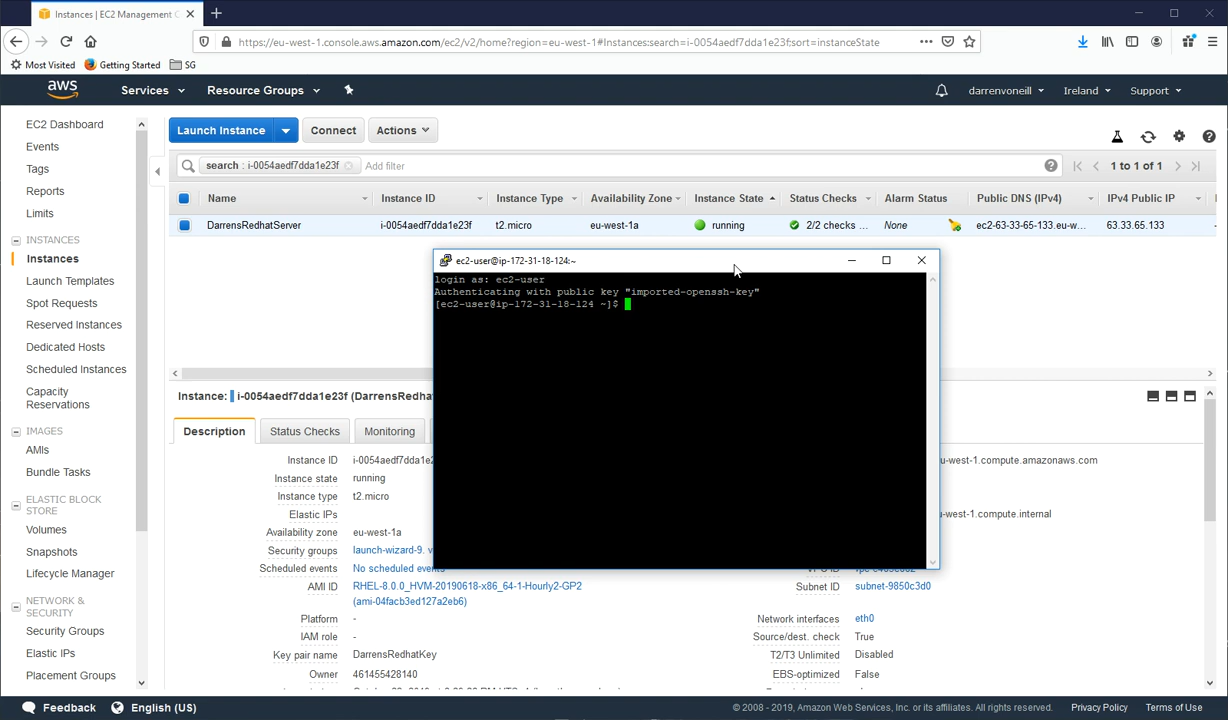 Instances | EC2 Management C
https://eu-west-1.console.aws.amazon.com/ec2/v2/home?region=eu-west-1#Instances:search=i-0054aedf7dda1e23f;sort=instanceState
Most Visited Getting Started SG
aws Services Resource Groups darrenvoneill Ireland Support
EC2 Dashboard
Events
Tags
Reports
Limits
INSTANCES
Instances
Launch Templates
Spot Requests
Reserved Instances
Dedicated Hosts
Scheduled Instances
Capacity
Reservations
IMAGES
AMIs
Bundle Tasks
ELASTIC BLOCK
STORE
Volumes
Snapshots
Lifecycle Manager
NETWORK &
SECURITY
Security Groups
Elastic IPs
Placement Groups
Launch Instance Connect Actions
search : i-0054aedf7dda1e23f Add filter 1 to 1 of 1
Name Instance ID Instance Type Availability Zone Instance State Status Checks Alarm Status Public DNS (IPv4) IPv4 Public IP
DarrensRedhatServer i-0054aedf7dda1e23f t2.micro eu-west-1a running 2/2 checks ... None ec2-63-33-65-133.eu-w... 63.33.65.133 -
ec2-user@ip-172-31-18-124:~
login as: ec2-user
Authenticating with public key "imported-openssh-key"
[ec2-user@ip-172-31-18-124 ~]$
Instance: i-0054aedf7dda1e23f (DarrensRedha
Description Status Checks Monitoring
Instance ID i-0054aedf7dda1e2
Instance state running
Instance type t2.micro
Elastic IPs
Availability zone eu-west-1a
Security groups launch-wizard-9. v
Scheduled events No scheduled events
AMI ID RHEL-8.0.0_HVM-20190618-x86_64-1-Hourly2-GP2
(ami-04facb3ed127a2eb6)
Platform -
IAM role -
Key pair name DarrensRedhatKey
Owner 461455428140
u-west-1.compute.amazonaws.com
-west-1.compute.internal
Subnet ID subnet-9850c3d0
Network interfaces eth0
Source/dest. check True
T2/T3 Unlimited Disabled
EBS-optimized False
Feedback English (US) © 2008 - 2019, Amazon Web Services, Inc. or its affiliates. All rights reserved. Privacy Policy Terms of Use